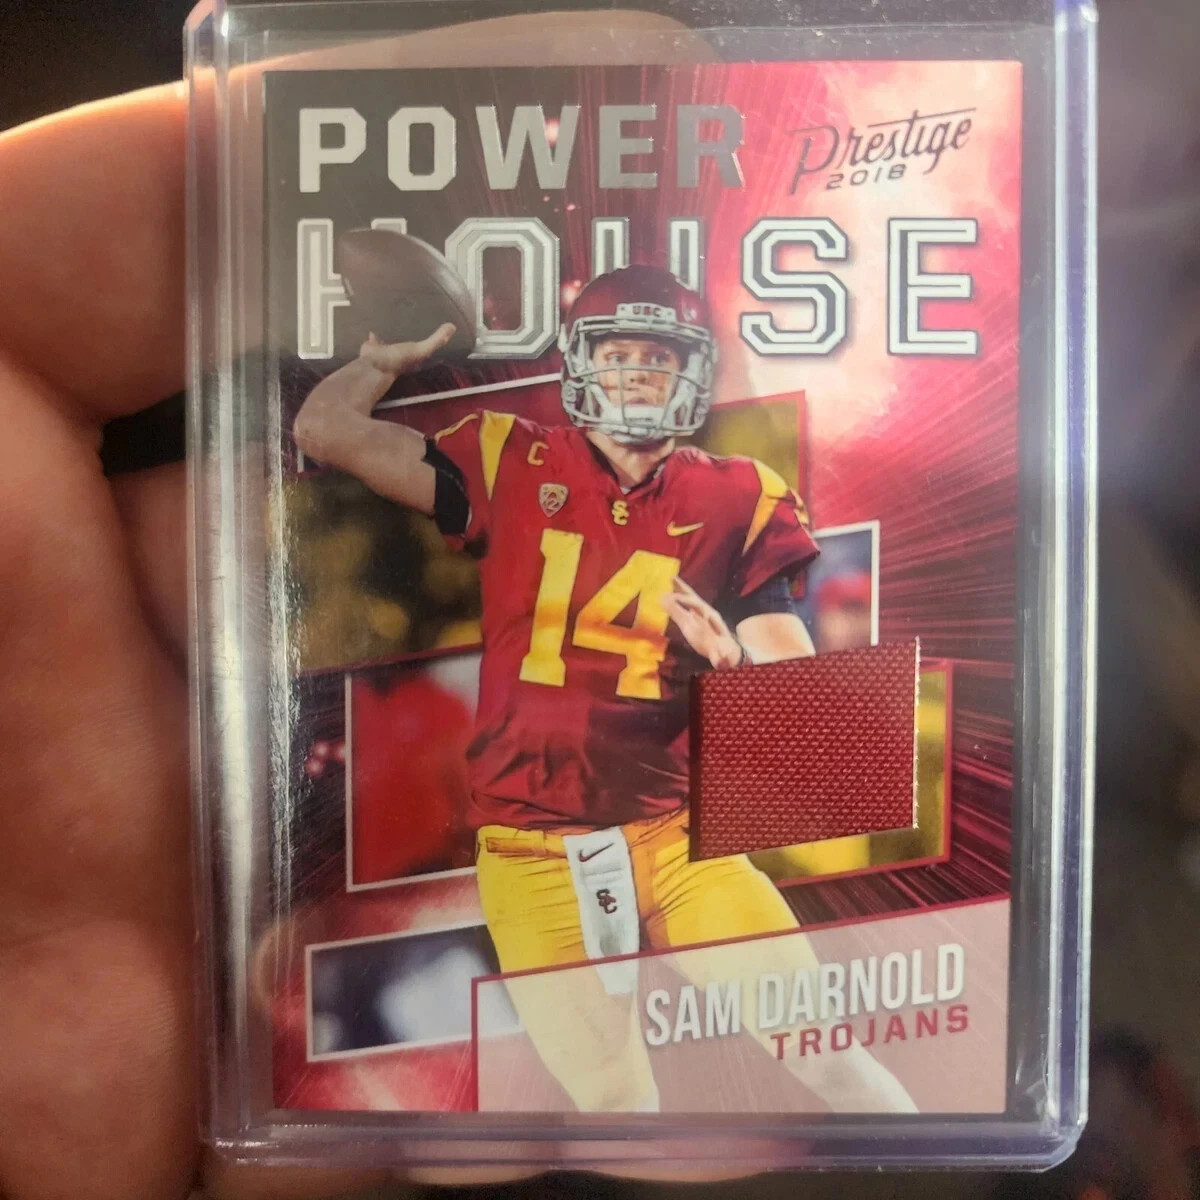 POWER
Prestige
2018
HOUSE
USC
C
SC
14
SC
SAM DARNOLD
TROJANS